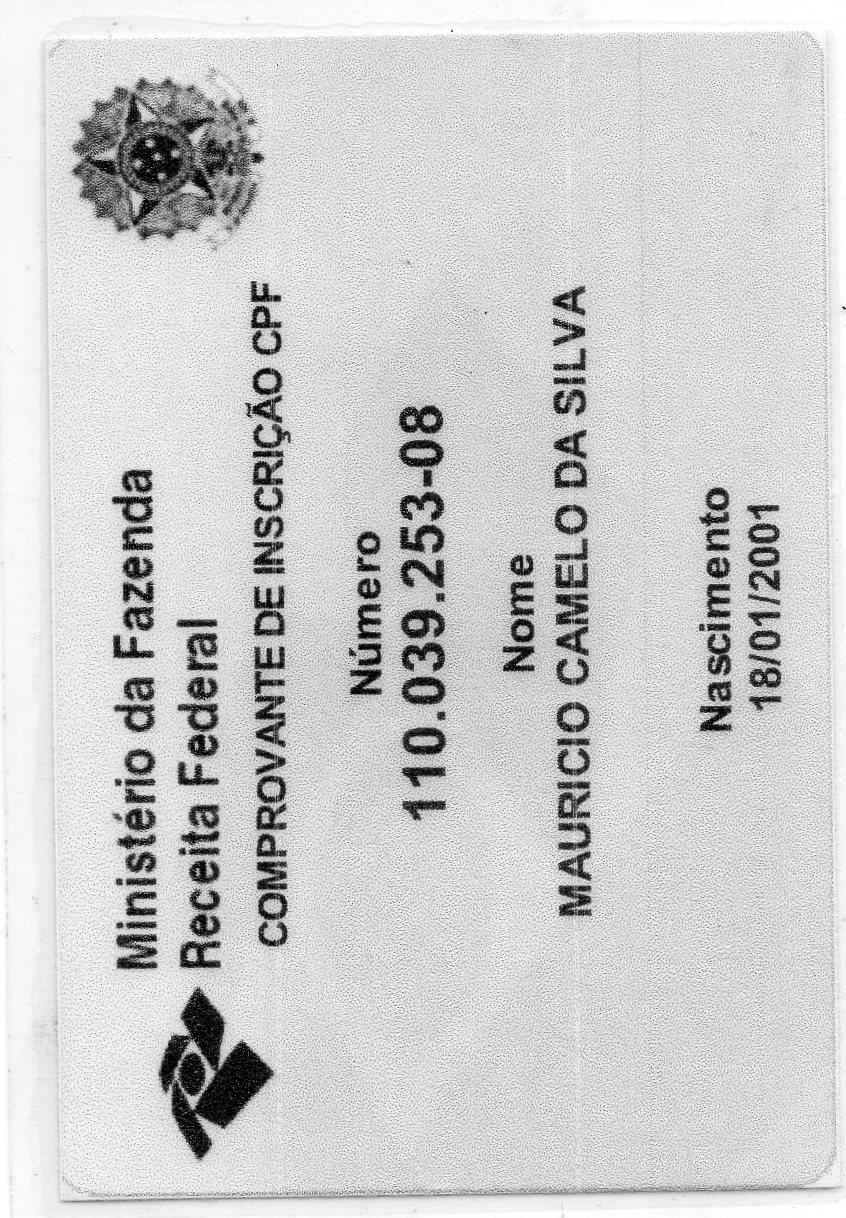 Ministério da Fazenda
Receita Federal
COMPROVANTE DE INSCRIÇÃO CPF
Número
110.039.253-08
Nome
MAURICIO CAMELO DA SILVA
Nascimento
18/01/2001